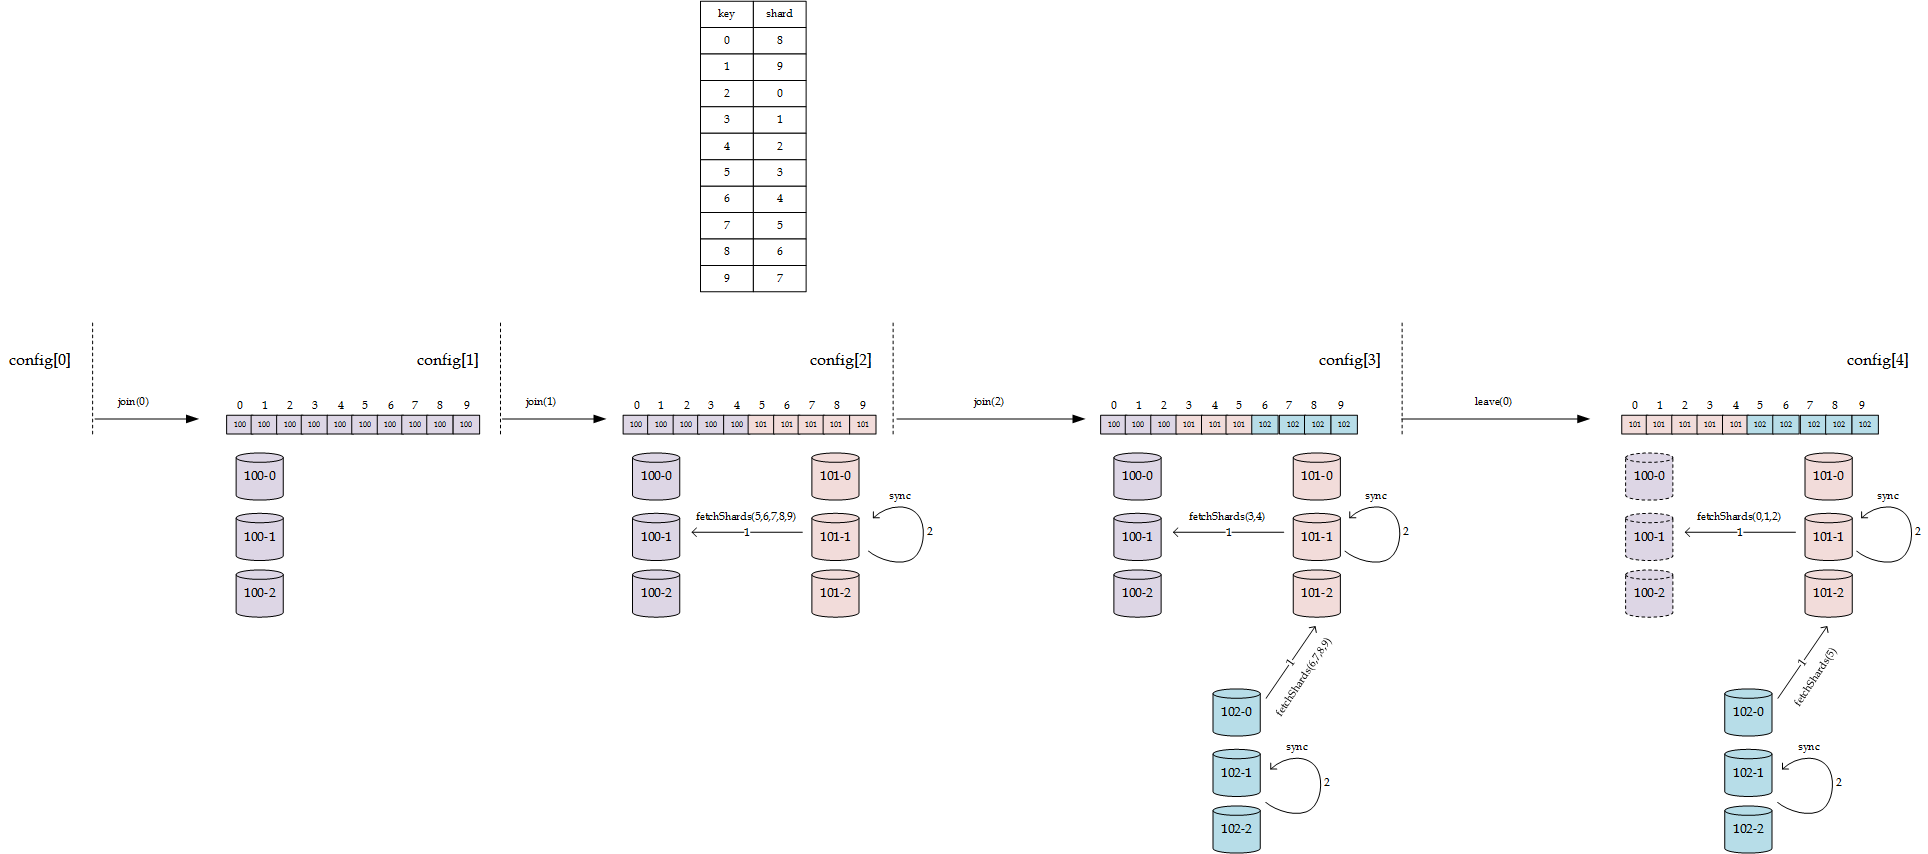 key shard
0 8
1 9
2 0
3 1
4 2
5 3
6 4
7 5
8 6
9 7
config[0]
join(0)
config[1]
0 1 2 3 4 5 6 7 8 9
100 100 100 100 100 100 100 100 100 100
100-0
100-1
100-2
join(1)
config[2]
0 1 2 3 4 5 6 7 8 9
100 100 100 100 100 101 101 101 101 101
100-0
100-1
100-2
fetchShards(5,6,7,8,9)
1
101-0
101-1
101-2
sync
2
join(2)
config[3]
0 1 2 3 4 5 6 7 8 9
100 100 100 101 101 101 102 102 102 102
100-0
100-1
100-2
fetchShards(3,4)
1
101-0
101-1
101-2
sync
2
1
fetchShards(6,7,8,9)
102-0
102-1
102-2
sync
2
leave(0)
config[4]
0 1 2 3 4 5 6 7 8 9
101 101 101 101 101 102 102 102 102 102
100-0
100-1
100-2
fetchShards(0,1,2)
1
101-0
101-1
101-2
sync
2
1
fetchShards(5)
102-0
102-1
102-2
sync
2